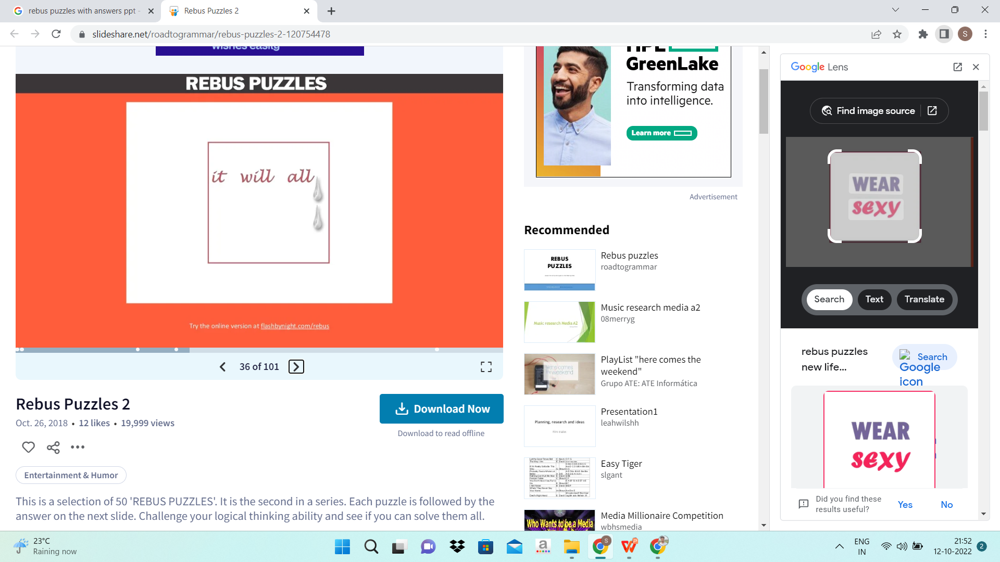 rebus puzzles with answers ppt -
Rebus Puzzles 2
slideshare.net/roadtogrammar/rebus-puzzles-2-120754478
S
wishes easily
REBUS PUZZLES
it will all
Try the online version at flashbynight.com/rebus
36 of 101
Rebus Puzzles 2
Oct. 26, 2018 • 12 likes • 19,999 views
Download Now
Download to read offline
Entertainment & Humor
This is a selection of 50 'REBUS PUZZLES'. It is the second in a series. Each puzzle is followed by the
answer on the next slide. Challenge your logical thinking ability and see if you can solve them all.
HPE
GreenLake
Transforming data
into intelligence.
Learn more
Advertisement
Recommended
REBUS
PUZZLES
Rebus puzzles
roadtogrammar
Music research Media A2
Music research media a2
08merryg
Here comes
the weekend
PlayList "here comes the
weekend"
Grupo ATE: ATE Informática
Planning, research and ideas
Film trailer.
Presentation1
leahwilshh
Easy Tiger
slgant
Who Wants to be a Media
Media Millionaire Competition
wbhsmedia
Google Lens
Find image source
WEAR
sexy
Search
Text
Translate
rebus puzzles
new life...
Search
Google
icon
WEAR
sexy
Did you find these
results useful?
Yes
No
23°C
Raining now
ENG
IN
21:52
12-10-2022
2